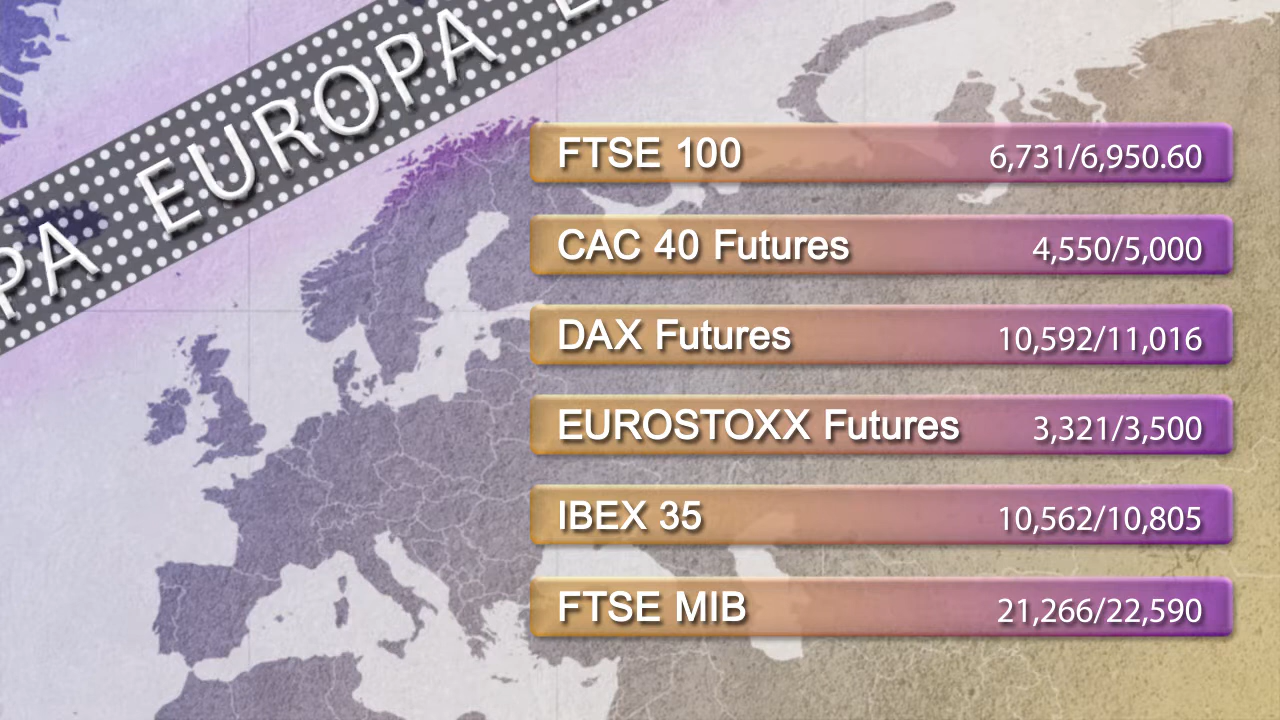 PA EUROPA E
FTSE 100 6,731/6,950.60
CAC 40 Futures 4,550/5,000
DAX Futures 10,592/11,016
EUROSTOXX Futures 3,321/3,500
IBEX 35 10,562/10,805
FTSE MIB 21,266/22,590